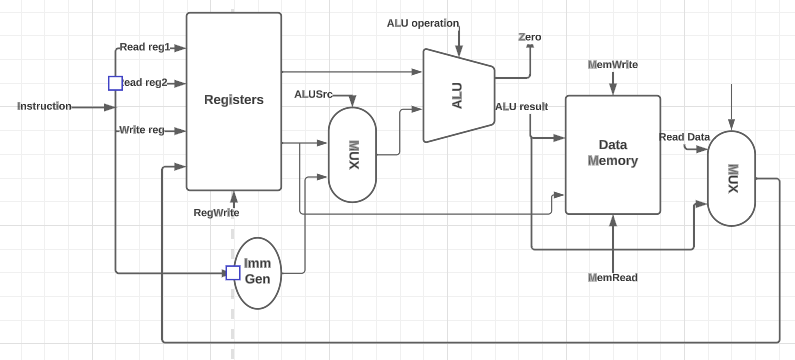 ALU operation
Zero
Read reg1
MemWrite
ead reg2
ALUSrc
Registers
ALU
Instruction
ALU result
Write reg
Data
Memory
Read Data
MUX
MUX
RegWrite
Imm
Gen
MemRead